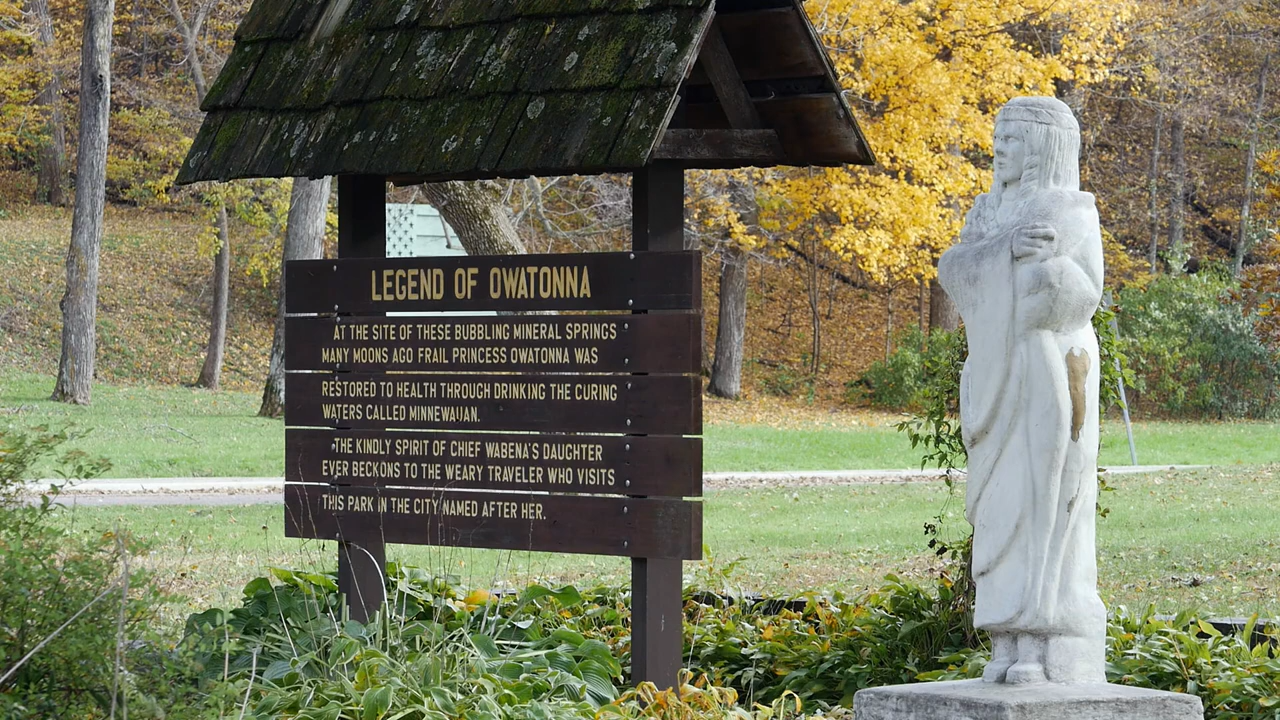 LEGEND OF OWATONNA
AT THE SITE OF THESE BUBBLING MINERAL SPRINGS
MANY MOONS AGO FRAIL PRINCESS OWATONNA WAS
RESTORED TO HEALTH THROUGH DRINKING THE CURING
WATERS CALLED MINNEWAUAN.
THE KINDLY SPIRIT OF CHIEF WABENA'S DAUGHTER
EVER BECKONS TO THE WEARY TRAVELER WHO VISITS
THIS PARK IN THE CITY NAMED AFTER HER.